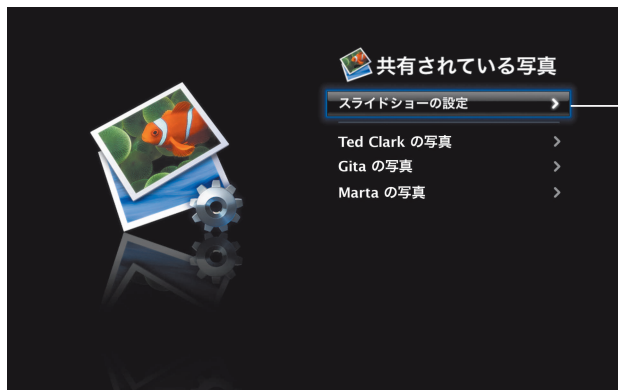 共有されている写真
スライドショーの設定
Ted Clark の写真
Gita の写真
Marta の写真